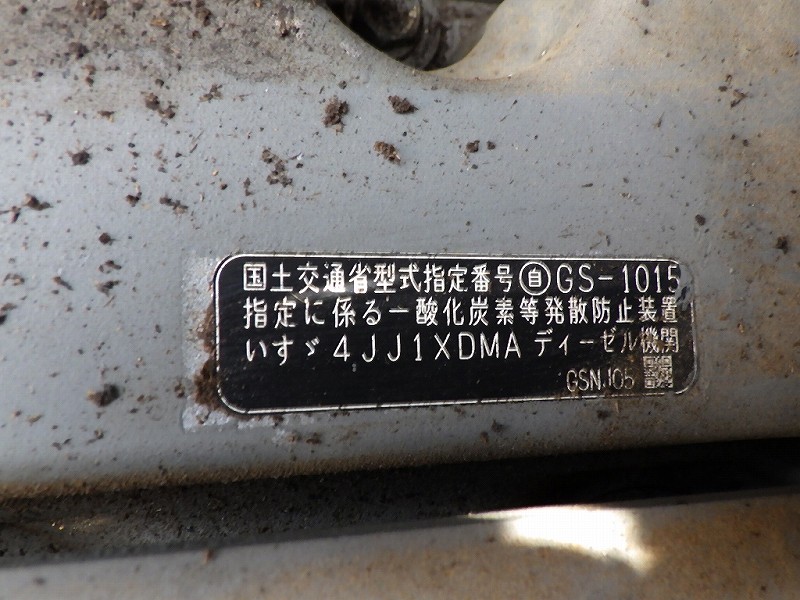 国土交通省型式指定番号㊀GS-1015
指定に係る一酸化炭素等発散防止装置
いすゞ 4JJ1XDMA ディーゼル機関
GSNJ05